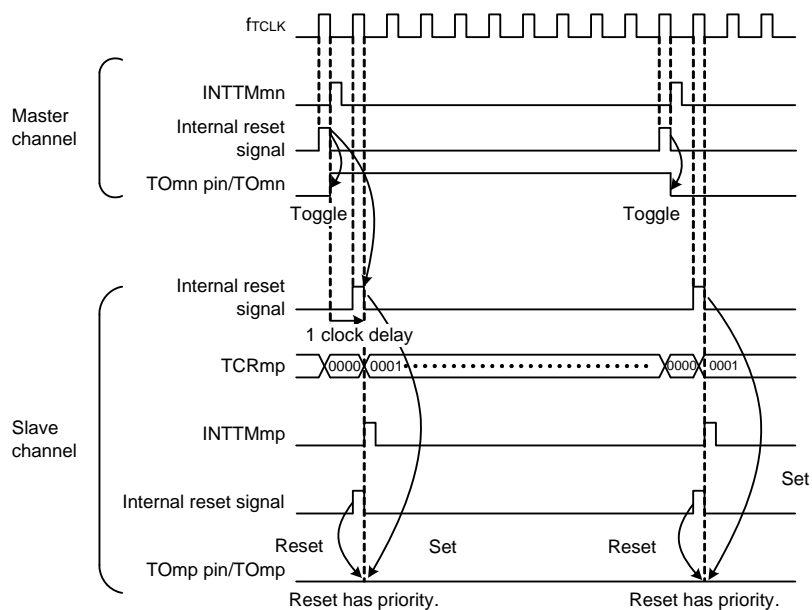 fTCLK
INTTMmn
Master
channel
Internal reset
signal
TOmn pin/TOmn
Toggle
Toggle
Internal reset
signal
1 clock delay
TCRmp
0000
0001
0000
0001
Slave
channel
INTTMmp
Set
Internal reset signal
Reset
Set
Reset
TOmp pin/TOmp
Reset has priority.
Reset has priority.